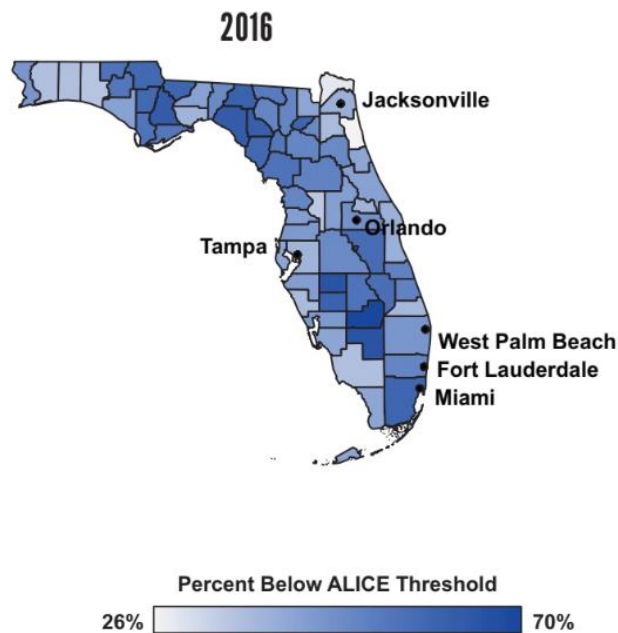 2016
Jacksonville
Orlando
Tampa
West Palm Beach
Fort Lauderdale
Miami
Percent Below ALICE Threshold
26% 70%